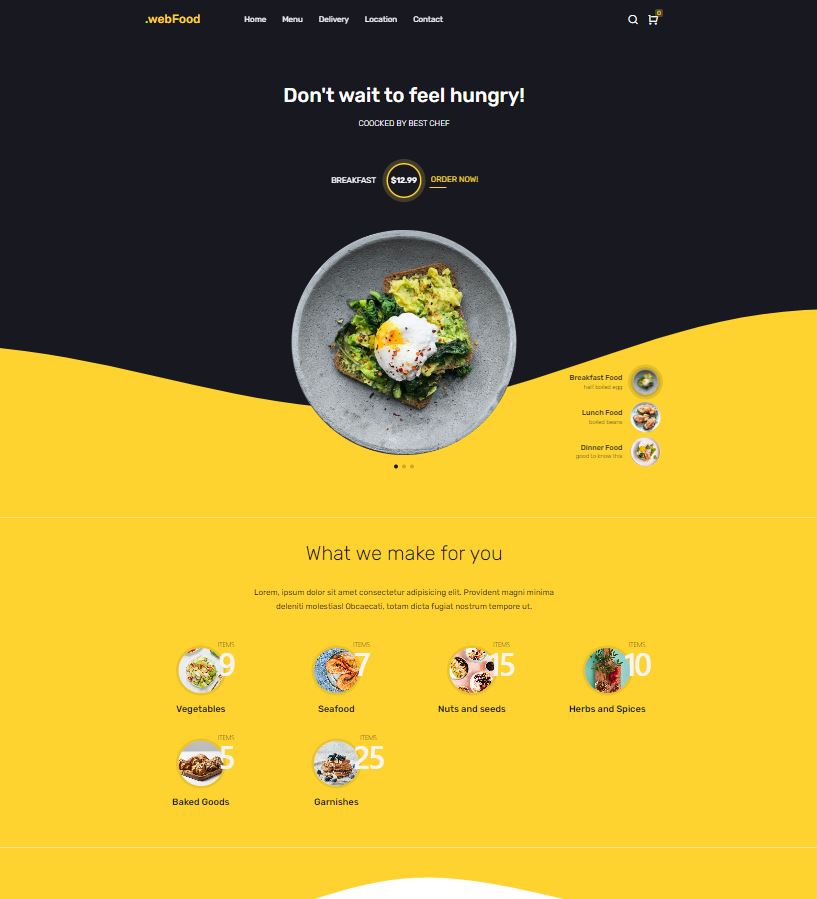 .webFood
Home Menu Delivery Location Contact
0
Don't wait to feel hungry!
COOCKED BY BEST CHEF
BREAKFAST $12.99 ORDER NOW!
Breakfast Food
half boiled egg
Lunch Food
boiled beans
Dinner Food
good to know this
What we make for you
Lorem, ipsum dolor sit amet consectetur adipisicing elit. Provident magni minima
deleniti molestias! Obcaecati, totam dicta fugiat nostrum tempore ut.
ITEMS ITEMS ITEMS ITEMS
9 7 15 10
Vegetables Seafood Nuts and seeds Herbs and Spices
ITEMS ITEMS
5 25
Baked Goods Garnishes